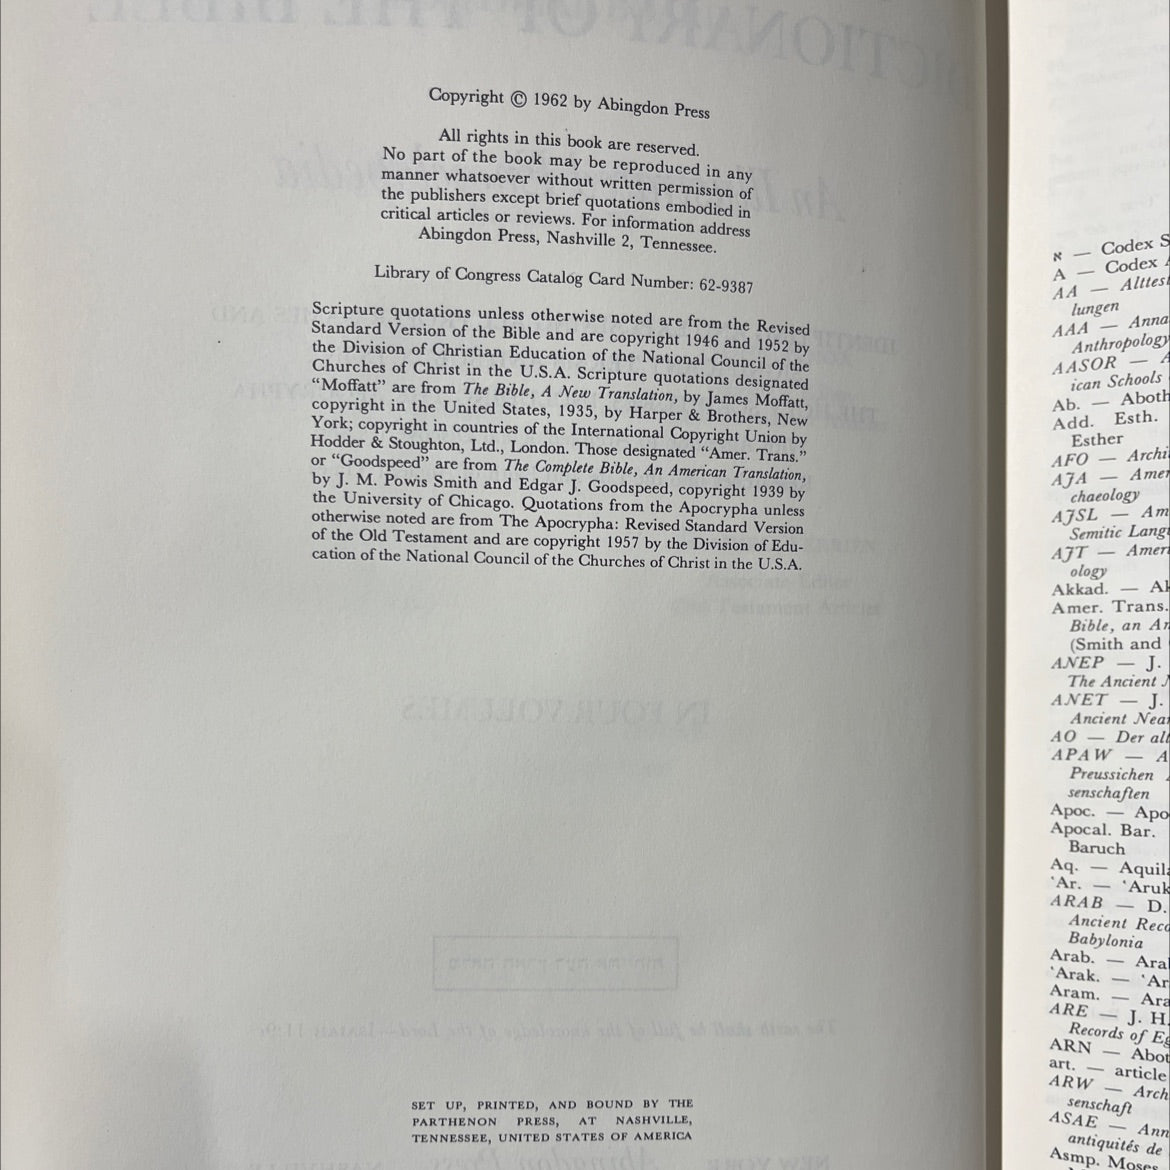 Copyright © 1962 by Abingdon Press
All rights in this book are reserved.
No part of the book may be reproduced in any
manner whatsoever without written permission of
the publishers except brief quotations embodied in
critical articles or reviews. For information address
Abingdon Press, Nashville 2, Tennessee.
Library of Congress Catalog Card Number: 62-9387
Scripture quotations unless otherwise noted are from the Revised
Standard Version of the Bible and are copyright 1946 and 1952 by
the Division of Christian Education of the National Council of the
Churches of Christ in the U.S.A. Scripture quotations designated
“Moffatt” are from The Bible, A New Translation, by James Moffatt,
copyright in the United States, 1935, by Harper & Brothers, New
York; copyright in countries of the International Copyright Union by
Hodder & Stoughton, Ltd., London. Those designated “Amer. Trans.”
or “Goodspeed” are from The Complete Bible, An American Translation,
by J. M. Powis Smith and Edgar J. Goodspeed, copyright 1939 by
the University of Chicago. Quotations from the Apocrypha unless
otherwise noted are from The Apocrypha: Revised Standard Version
of the Old Testament and are copyright 1957 by the Division of Edu-
cation of the National Council of the Churches of Christ in the U.S.A.
SET UP, PRINTED, AND BOUND BY THE
PARTHENON PRESS, AT NASHVILLE,
TENNESSEE, UNITED STATES OF AMERICA
א — Codex S
A — Codex
AA — Alttest
lungen
AAA — Anna
Anthropology
AASOR —
ican Schools
Ab. — Aboth
Add. Esth.
Esther
AFO — Archi
AJA — Amer
chaeology
AJSL — Am
Semitic Lang
AJT — Ameri
ology
Akkad. — Ak
Amer. Trans.
Bible, an Am
(Smith and
ANEP — J.
The Ancient N
ANET — J.
Ancient Near
AO — Der alt
APAW — A
Preussichen
senschaften
Apoc. — Apo
Apocal. Bar.
Baruch
Aq. — Aquila
ʽAr. — ʽAruk
ARAB — D.
Ancient Reco
Babylonia
Arab. — Ara
ʽArak. — ʽAr
Aram. — Ara
ARE — J. H.
Records of Eg
ARN — Abot
art. — article
ARW — Arch
senschaft
ASAE — Ann
antiquités de
Asmp. Moses